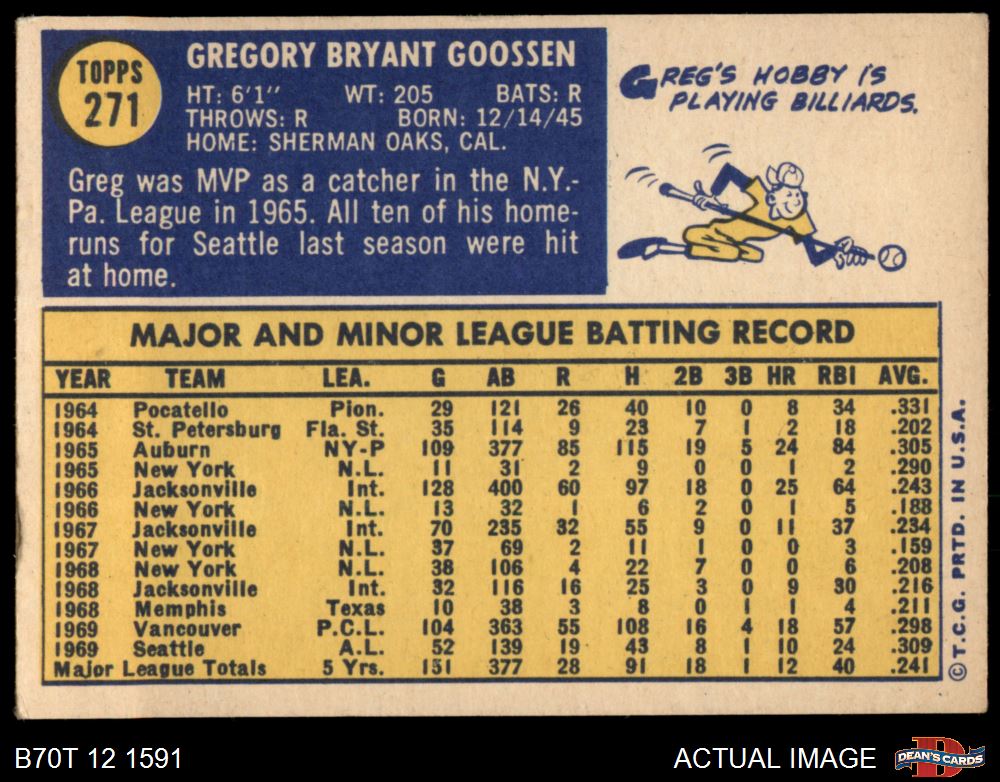 TOPPS
271
GREGORY BRYANT GOOSSEN
HT: 6'1" WT: 205 BATS: R
THROWS: R BORN: 12/14/45
HOME: SHERMAN OAKS, CAL.
Greg was MVP as a catcher in the N.Y.-
Pa. League in 1965. All ten of his home-
runs for Seattle last season were hit
at home.
GREG'S HOBBY IS
PLAYING BILLIARDS.
MAJOR AND MINOR LEAGUE BATTING RECORD
YEAR TEAM LEA. G AB R H 2B 3B HR RBI AVG.
1964 Pocatello Pion. 29 121 26 40 10 0 8 34 .331
1964 St. Petersburg Fla. St. 35 114 9 23 7 1 2 18 .202
1965 Auburn NY-P 109 377 85 115 19 5 24 84 .305
1965 New York N.L. 11 31 2 9 0 0 1 2 .290
1966 Jacksonville Int. 128 400 60 97 18 0 25 64 .243
1966 New York N.L. 13 32 1 6 2 0 1 5 .188
1967 Jacksonville Int. 70 235 32 55 9 0 11 37 .234
1967 New York N.L. 37 69 2 11 1 0 0 3 .159
1968 New York N.L. 38 106 4 22 7 0 0 6 .208
1968 Jacksonville Int. 32 116 16 25 3 0 9 30 .216
1968 Memphis Texas 10 38 3 8 0 1 1 4 .211
1969 Vancouver P.C.L. 104 363 55 108 16 4 18 57 .298
1969 Seattle A.L. 52 139 19 43 8 1 10 24 .309
Major League Totals 5 Yrs. 151 377 28 91 18 1 12 40 .241
© T.C.G. PRTD. IN U.S.A.
B70T 12 1591
ACTUAL IMAGE
D
DEAN'S CARDS